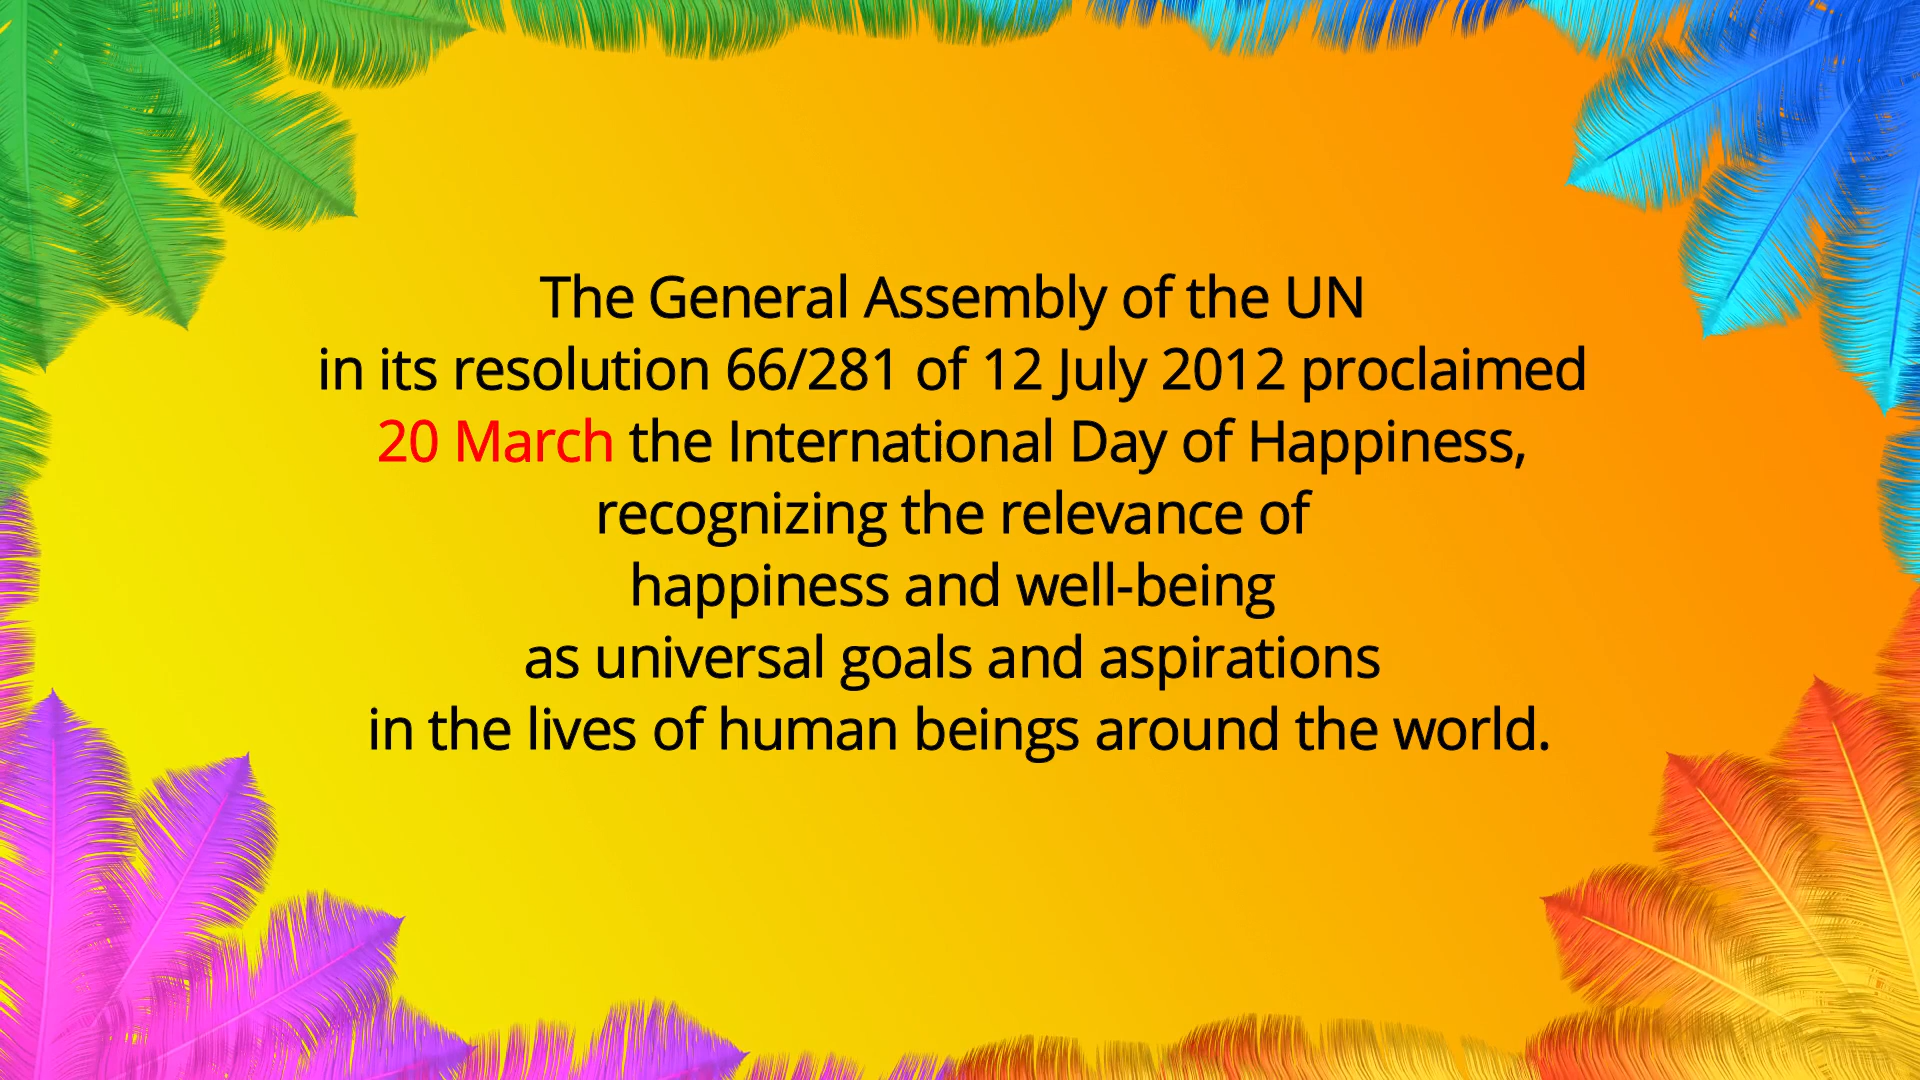 The General Assembly of the UN
in its resolution 66/281 of 12 July 2012 proclaimed
20 March the International Day of Happiness,
recognizing the relevance of
happiness and well-being
as universal goals and aspirations
in the lives of human beings around the world.